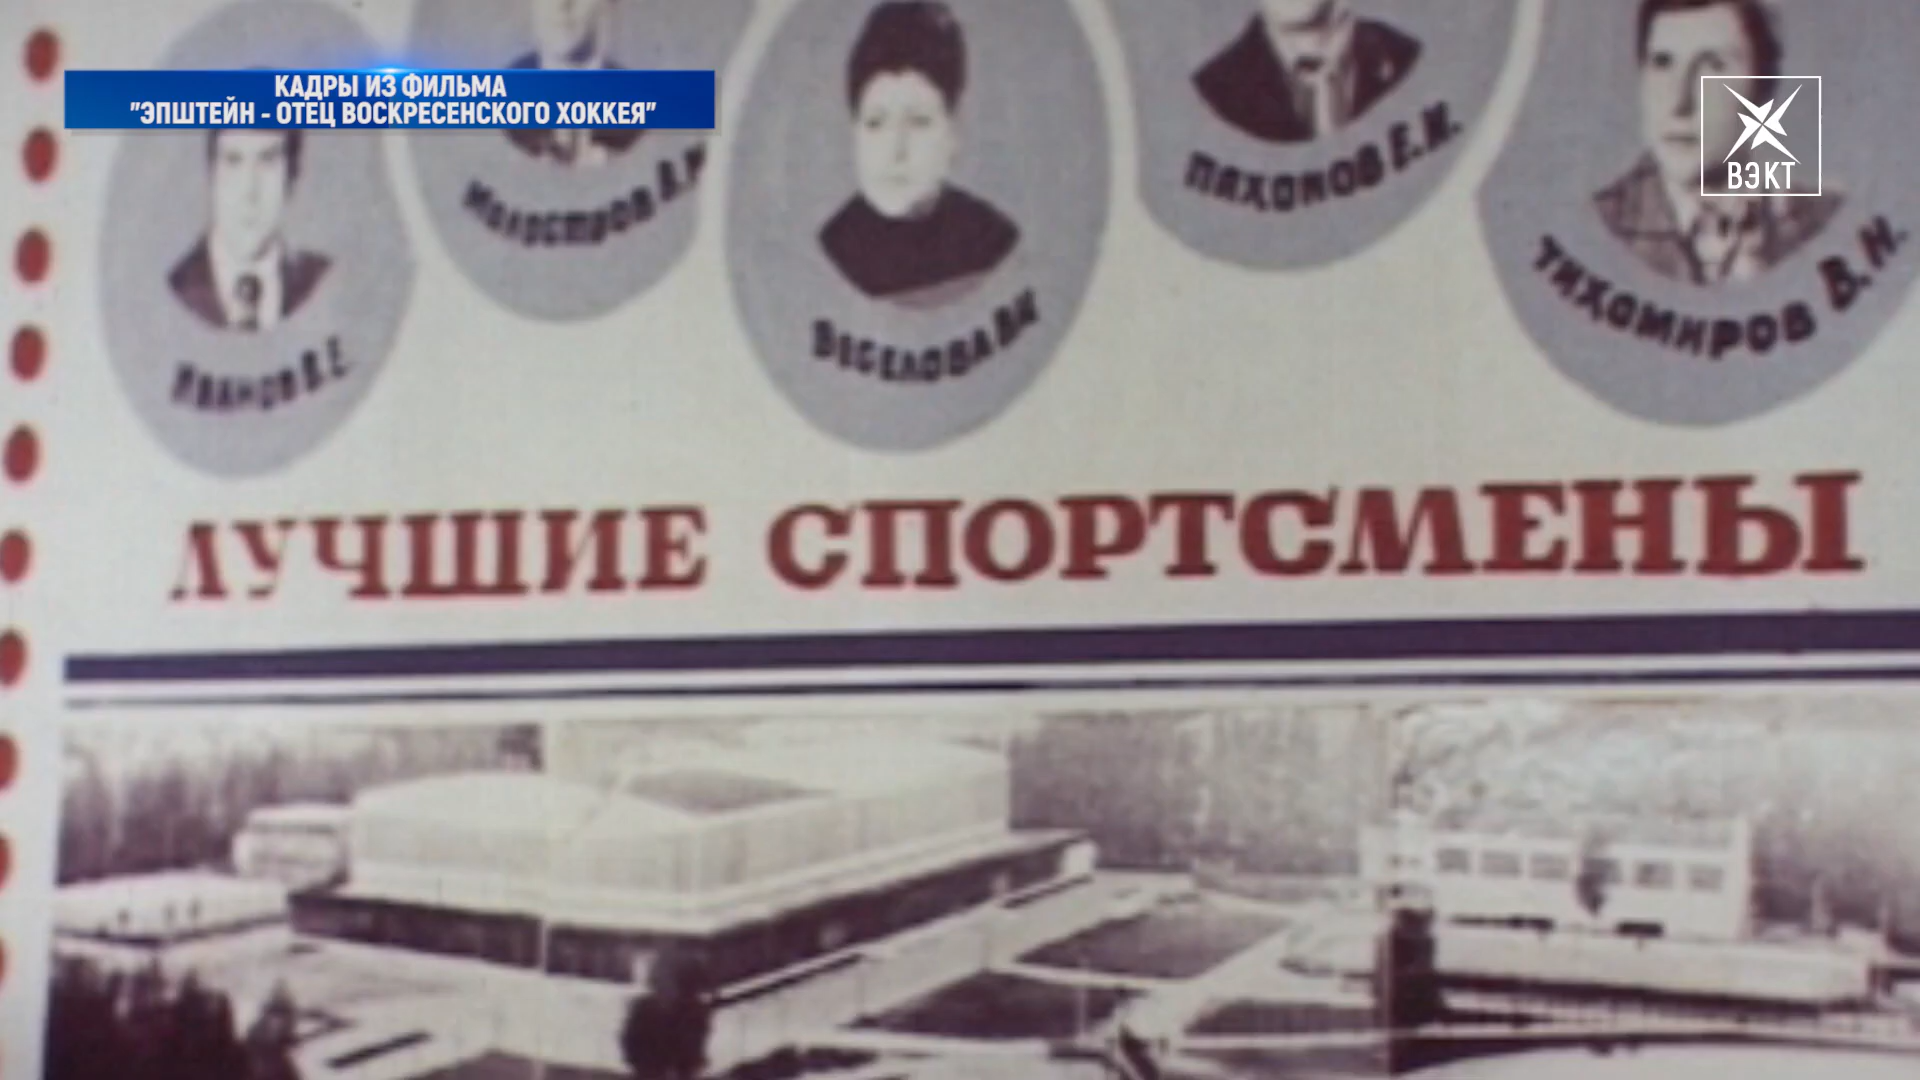 КАДРЫ ИЗ ФИЛЬМА
"ЭПШТЕЙН - ОТЕЦ ВОСКРЕСЕНСКОГО ХОККЕЯ"
ВЭКТ
ИВАНОВ В.Е.
ВЕСЕЛОВА В.И.
ПАХОМОВ Е.И.
ТИХОМИРОВ В.Н.
ЛУЧШИЕ СПОРТСМЕНЫ